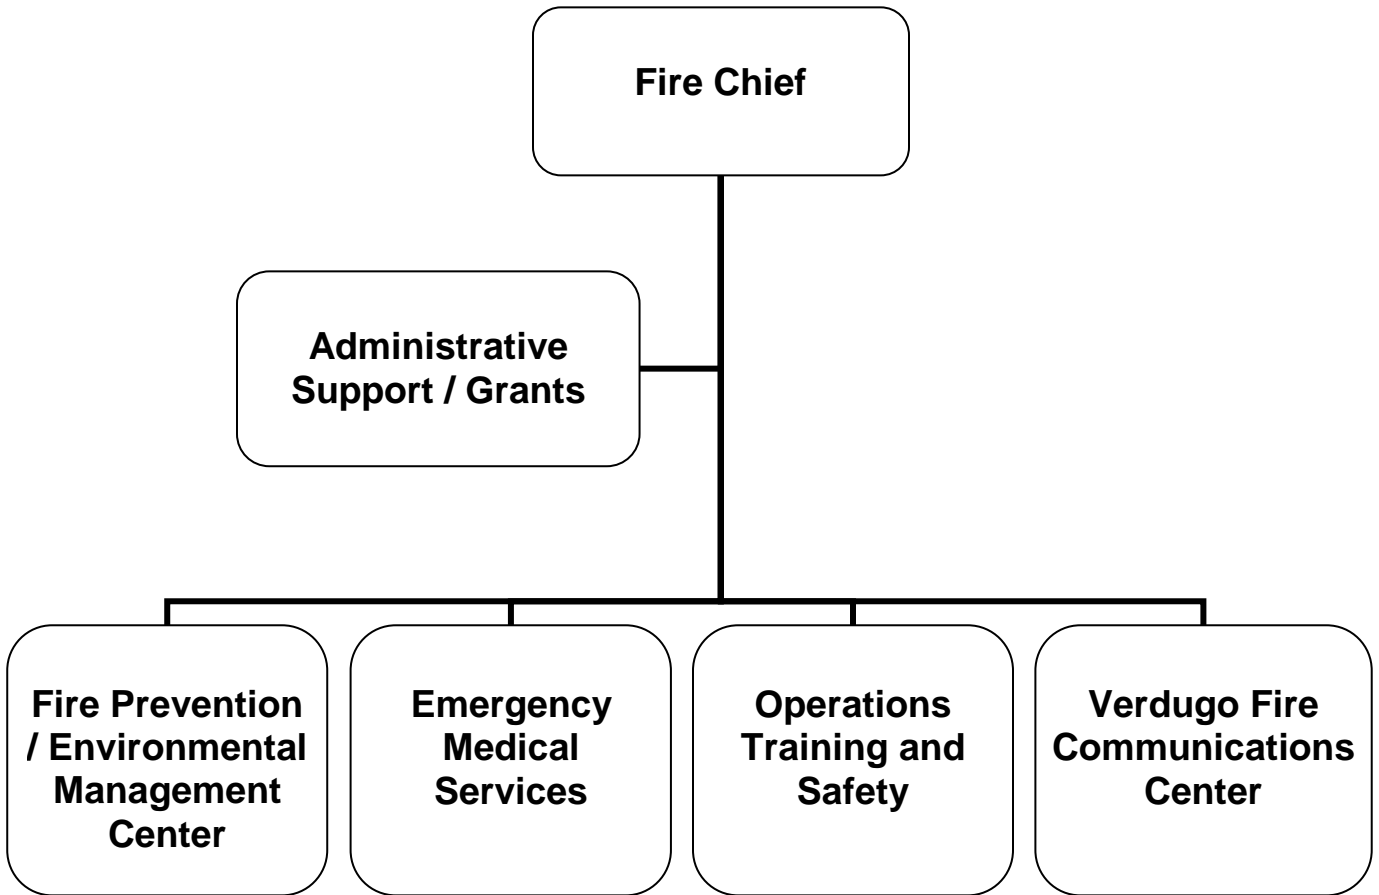 Fire Chief
Administrative
Support / Grants
Fire Prevention
/ Environmental
Management
Center
Emergency
Medical
Services
Operations
Training and
Safety
Verdugo Fire
Communications
Center